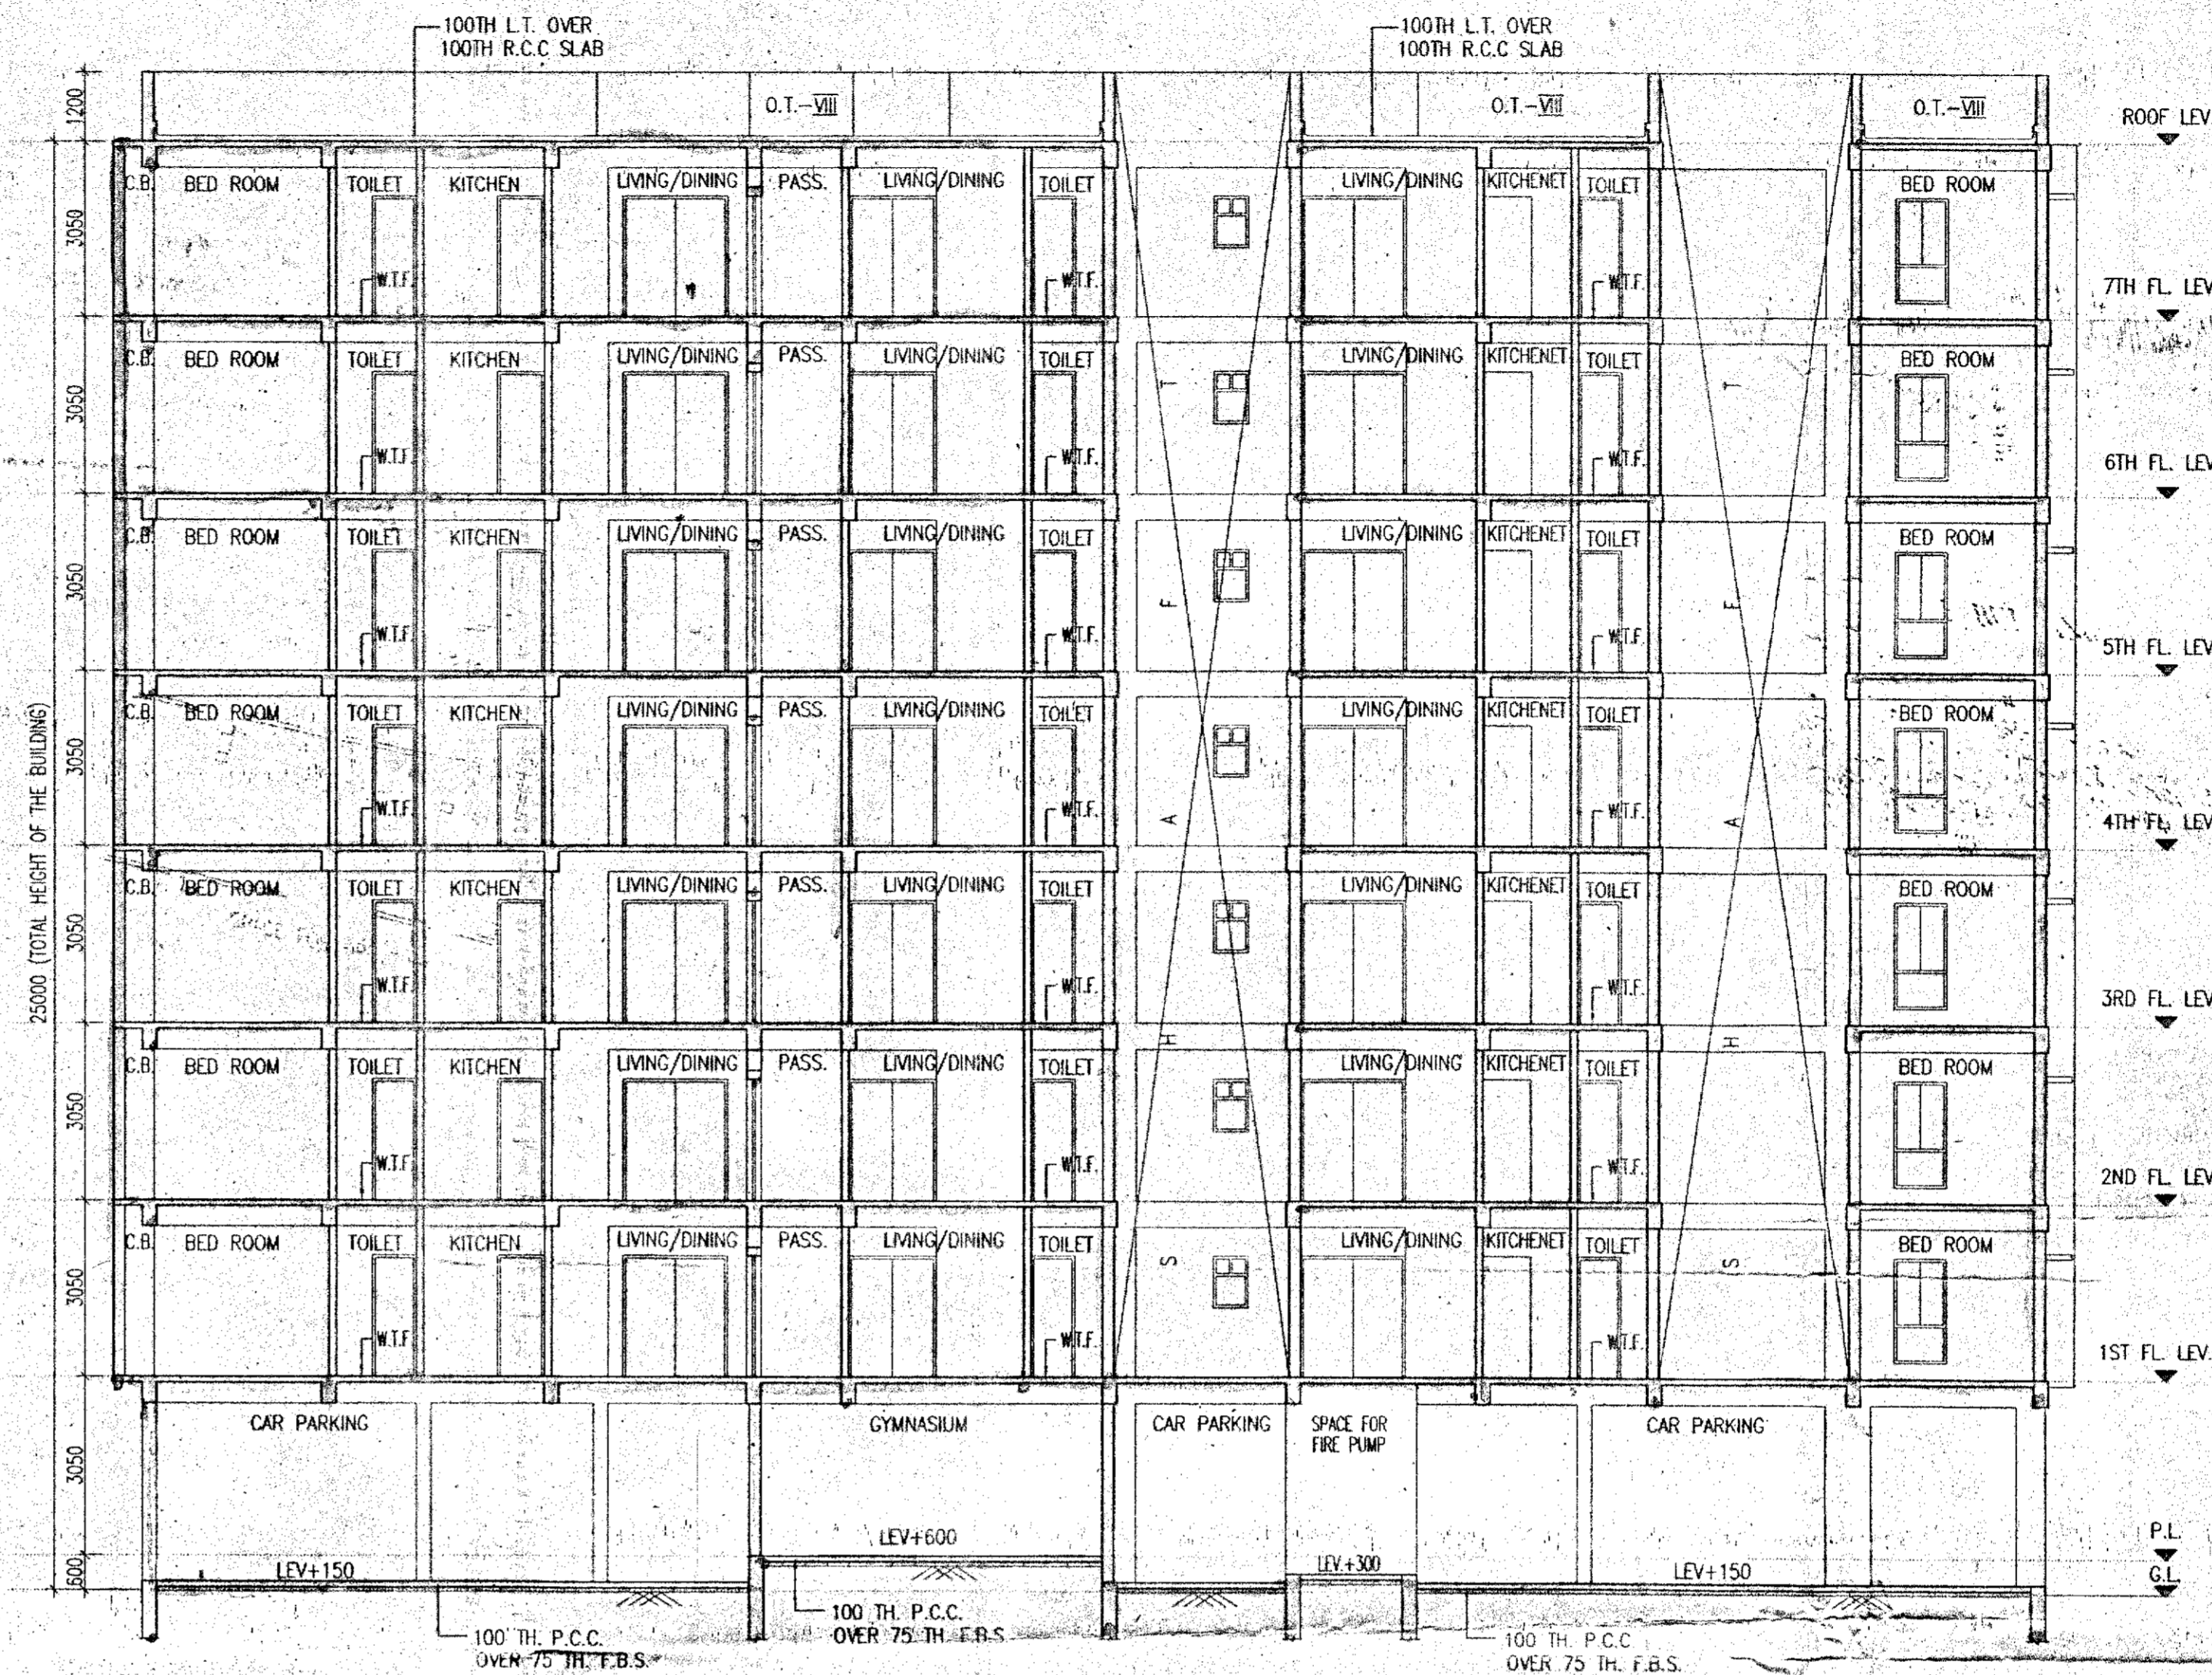 100TH L.T. OVER
100TH R.C.C SLAB
100TH L.T. OVER
100TH R.C.C SLAB
1200
O.T.-VIII
O.T.-VIII
O.T.-VIII
ROOF LEV
3050
C.B. BED ROOM TOILET KITCHEN LIVING/DINING PASS. LIVING/DINING TOILET LIVING/DINING KITCHENET TOILET BED ROOM
W.T.F. W.T.F. W.T.F.
7TH FL. LEV
3050
C.B. BED ROOM TOILET KITCHEN LIVING/DINING PASS. LIVING/DINING TOILET LIVING/DINING KITCHENET TOILET BED ROOM
W.T.F. W.T.F. W.T.F.
6TH FL. LEV
3050
C.B. BED ROOM TOILET KITCHEN LIVING/DINING PASS. LIVING/DINING TOILET LIVING/DINING KITCHENET TOILET BED ROOM
W.T.F. W.T.F. W.T.F.
5TH FL. LEV
3050
C.B. BED ROOM TOILET KITCHEN LIVING/DINING PASS. LIVING/DINING TOILET LIVING/DINING KITCHENET TOILET BED ROOM
W.T.F. W.T.F. W.T.F.
4TH FL. LEV
3050
C.B. BED ROOM TOILET KITCHEN LIVING/DINING PASS. LIVING/DINING TOILET LIVING/DINING KITCHENET TOILET BED ROOM
W.T.F. W.T.F. W.T.F.
3RD FL. LEV
3050
C.B. BED ROOM TOILET KITCHEN LIVING/DINING PASS. LIVING/DINING TOILET LIVING/DINING KITCHENET TOILET BED ROOM
W.T.F. W.T.F. W.T.F.
2ND FL. LEV
3050
C.B. BED ROOM TOILET KITCHEN LIVING/DINING PASS. LIVING/DINING TOILET LIVING/DINING KITCHENET TOILET BED ROOM
W.T.F. W.T.F. W.T.F.
1ST FL. LEV.
S H A F T
S H A F T
25000 (TOTAL HEIGHT OF THE BUILDING)
3050
CAR PARKING
GYMNASIUM
CAR PARKING
SPACE FOR
FIRE PUMP
CAR PARKING
600
LEV+150
LEV+600
LEV.+300
LEV+150
P.L.
G.L.
100 TH. P.C.C.
OVER 75 TH. F.B.S.
100 TH. P.C.C.
OVER 75 TH. F.B.S.
100 TH. P.C.C
OVER 75 TH. F.B.S.